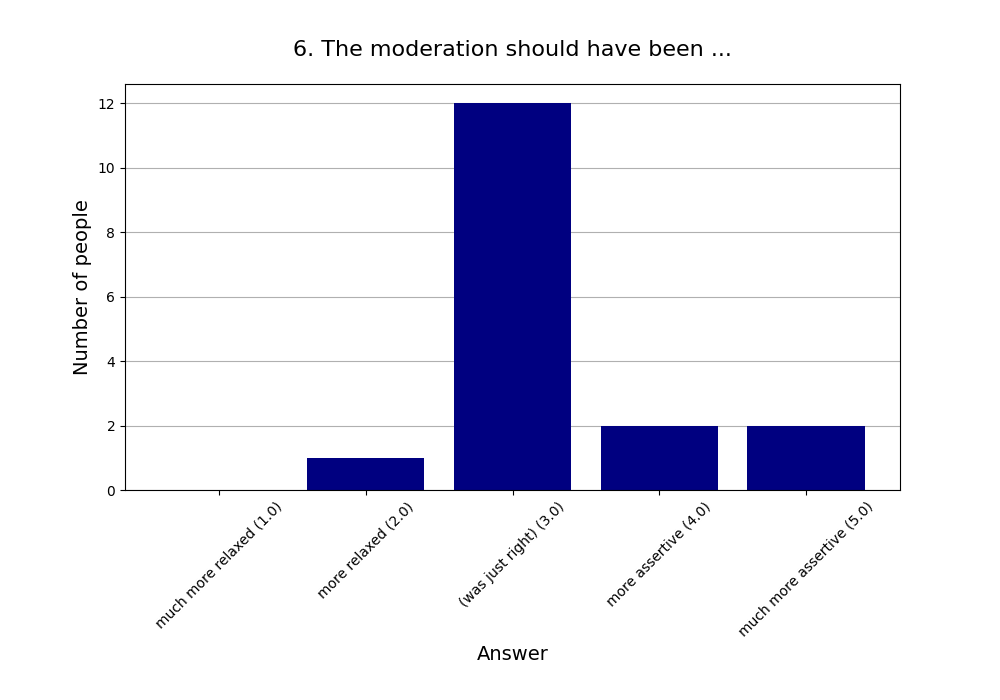 6. The moderation should have been ...
12
10
8
6
4
2
0
Number of people
much more relaxed (1.0)
more relaxed (2.0)
(was just right) (3.0)
more assertive (4.0)
much more assertive (5.0)
Answer